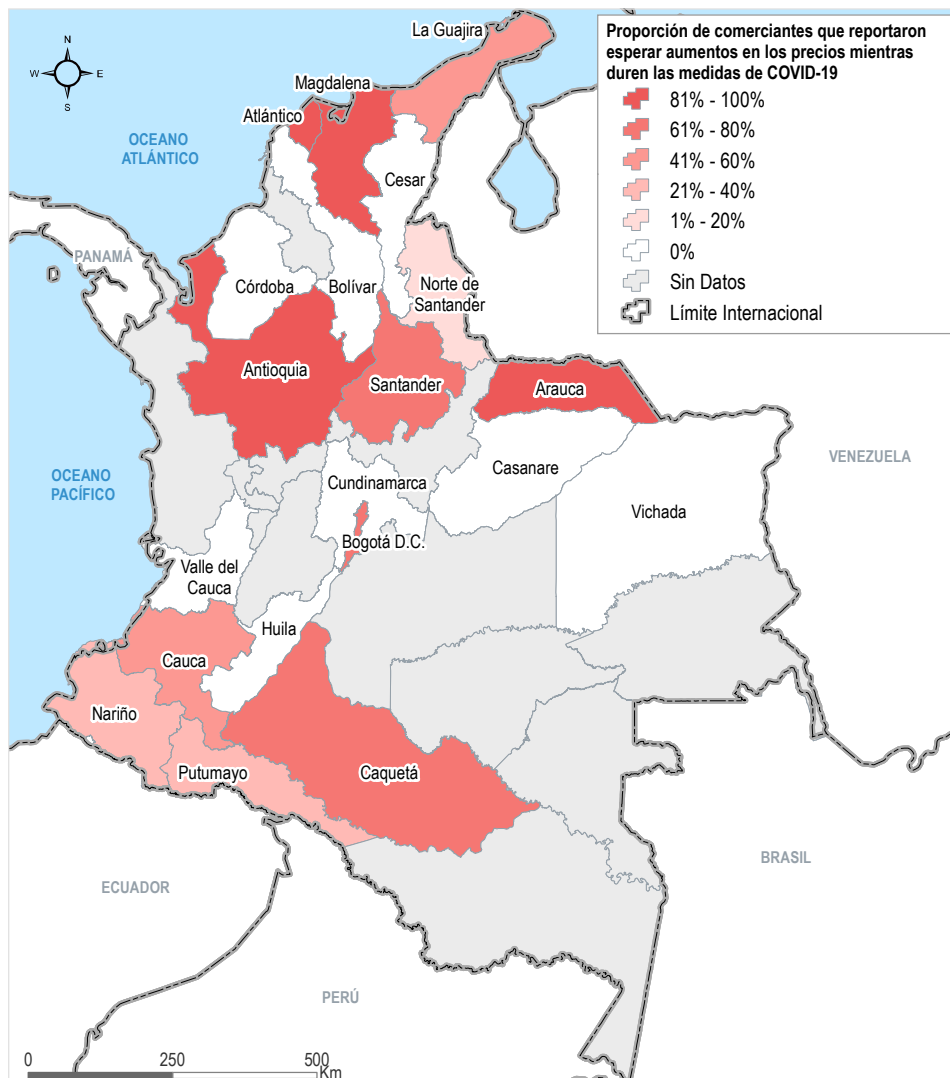 Proporción de comerciantes que reportaron
esperar aumentos en los precios mientras
duren las medidas de COVID-19
81% - 100%
61% - 80%
41% - 60%
21% - 40%
1% - 20%
0%
Sin Datos
Límite Internacional
N
W
E
S
La Guajira
Magdalena
Atlántico
OCEANO
ATLÁNTICO
Cesar
PANAMÁ
Córdoba
Bolívar
Norte de
Santander
Antioquia
Santander
Arauca
OCEANO
PACÍFICO
Cundinamarca
Casanare
VENEZUELA
Vichada
Bogotá D.C.
Valle del
Cauca
Huila
Cauca
Nariño
Putumayo
Caquetá
ECUADOR
BRASIL
PERÚ
0
250
500
Km